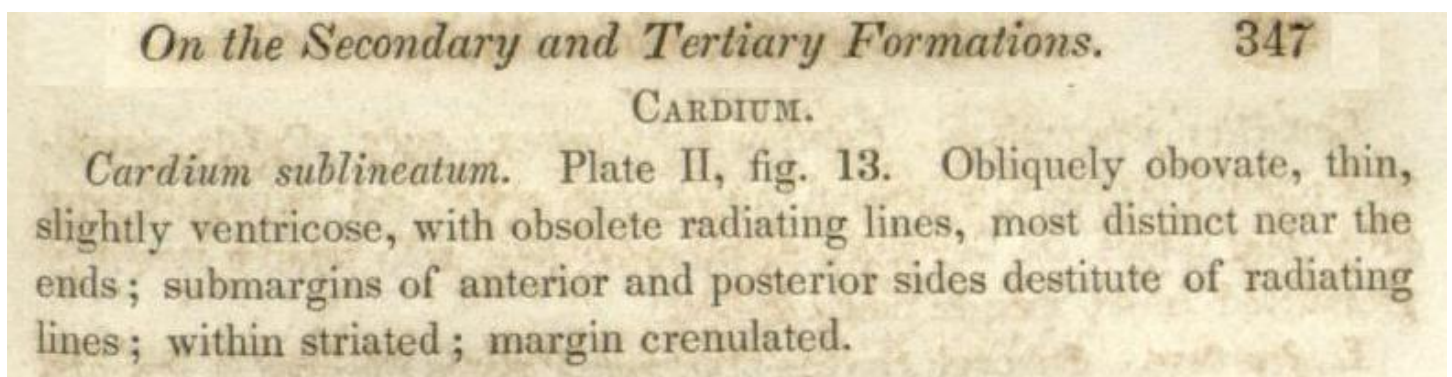 On the Secondary and Tertiary Formations. 347
CARDIUM.
Cardium sublineatum. Plate II, fig. 13. Obliquely obovate, thin,
slightly ventricose, with obsolete radiating lines, most distinct near the
ends; submargins of anterior and posterior sides destitute of radiating
lines; within striated; margin crenulated.